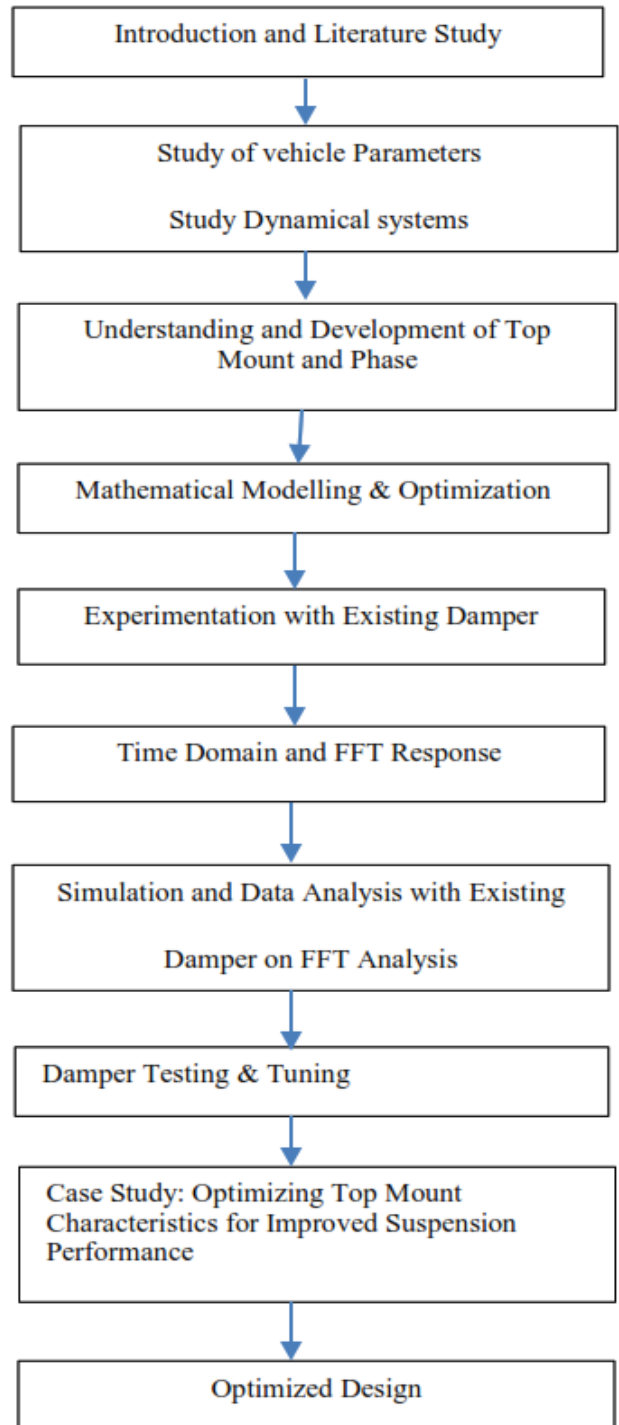 Introduction and Literature Study
Study of vehicle Parameters
Study Dynamical systems
Understanding and Development of Top
Mount and Phase
Mathematical Modelling & Optimization
Experimentation with Existing Damper
Time Domain and FFT Response
Simulation and Data Analysis with Existing
Damper on FFT Analysis
Damper Testing & Tuning
Case Study: Optimizing Top Mount
Characteristics for Improved Suspension
Performance
Optimized Design